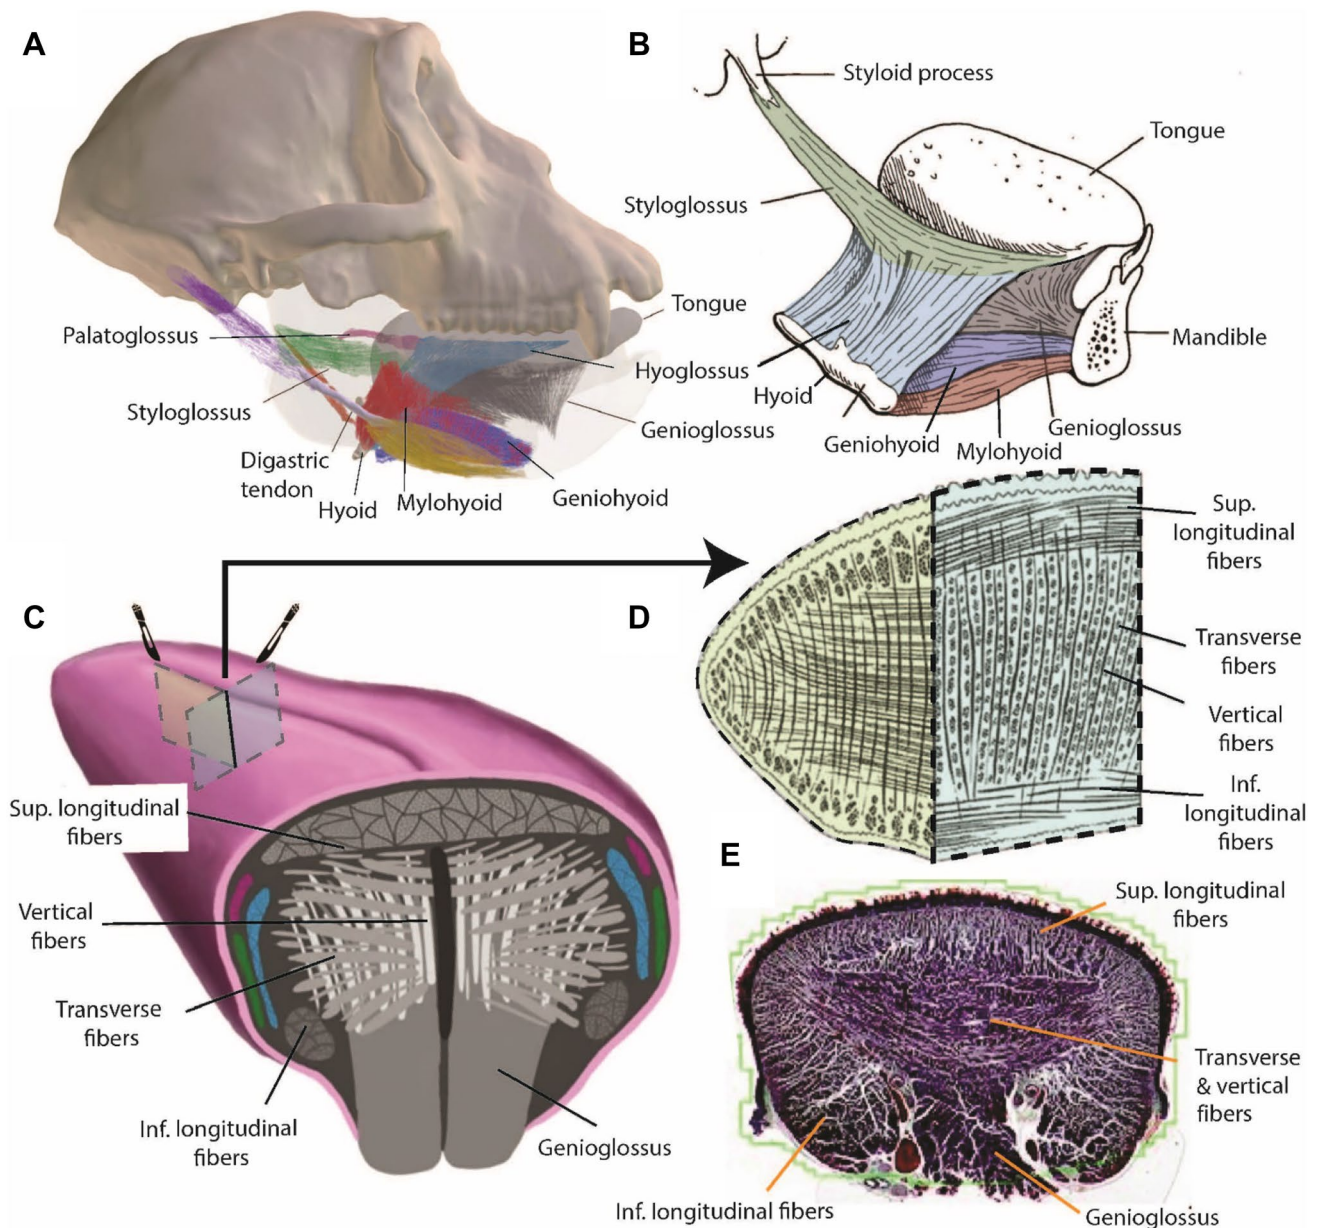 A
Palatoglossus
Styloglossus
Digastric
tendon
Hyoid
Mylohyoid
Geniohyoid
Genioglossus
Hyoglossus
Tongue
B
Styloid process
Tongue
Styloglossus
Mandible
Hyoid
Geniohyoid
Mylohyoid
Genioglossus
C
Sup. longitudinal
fibers
Vertical
fibers
Transverse
fibers
Inf. longitudinal
fibers
Genioglossus
D
Sup.
longitudinal
fibers
Transverse
fibers
Vertical
fibers
Inf.
longitudinal
fibers
E
Sup. longitudinal
fibers
Transverse
& vertical
fibers
Inf. longitudinal fibers
Genioglossus